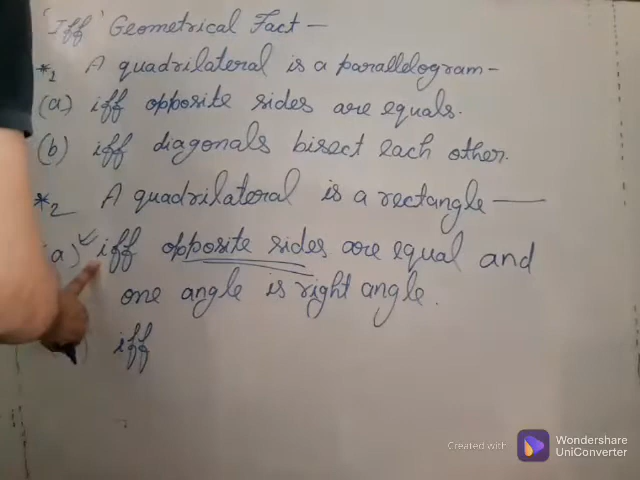 'Iff' Geometrical Fact —
*1 A quadrilateral is a parallelogram -
(a) iff opposite sides are equals.
(b) iff diagonals bisect each other.
*2 A quadrilateral is a rectangle —
a) iff opposite sides are equal and
one angle is right angle.
) iff
Created with Wondershare UniConverter